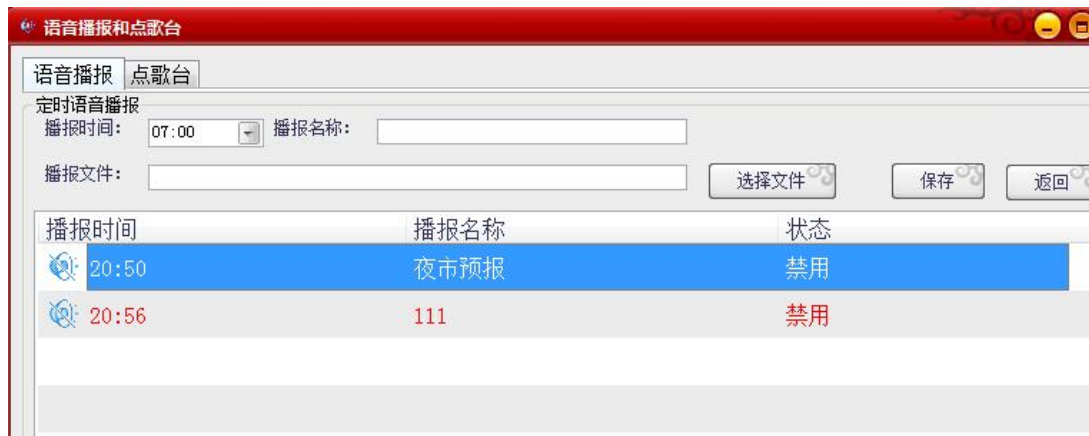 语音播报和点歌台
语音播报 点歌台
定时语音播报
播报时间: 07:00 播报名称:
播报文件: 选择文件 保存 返回
播报时间 播报名称 状态
20:50 夜市预报 禁用
20:56 111 禁用